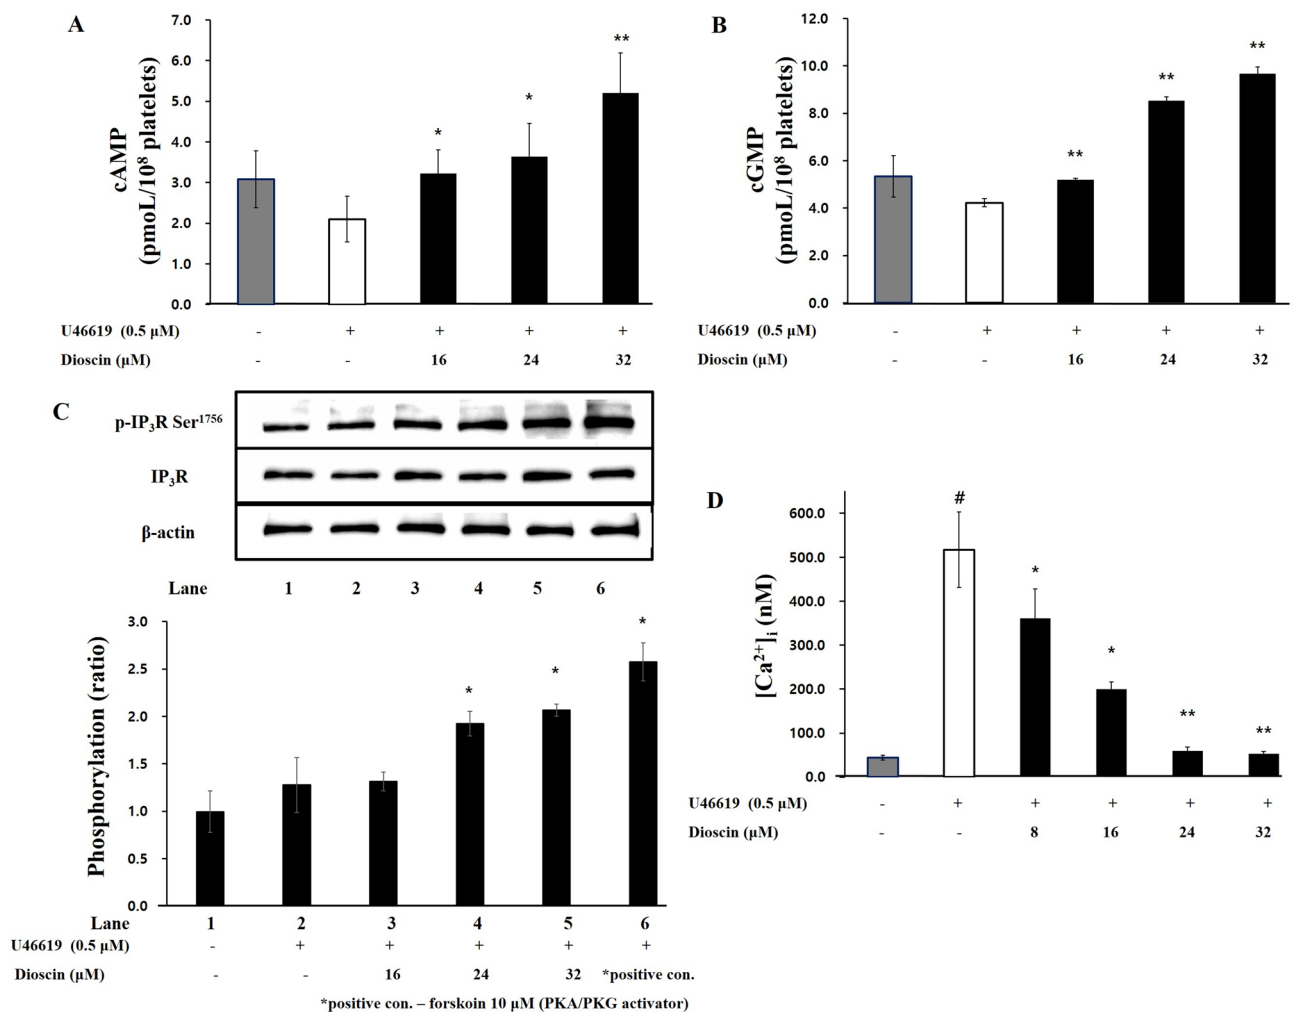 A
cAMP
(pmoL/10⁸ platelets)
7.0
6.0
5.0
4.0
3.0
2.0
1.0
0.0
* * **
U46619 (0.5 µM) - + + + +
Dioscin (µM) - - 16 24 32
B
cGMP
(pmoL/10⁸ platelets)
12.0
10.0
8.0
6.0
4.0
2.0
0.0
** ** **
U46619 (0.5 µM) - + + + +
Dioscin (µM) - - 16 24 32
C
p-IP₃R Ser¹⁷⁵⁶
IP₃R
β-actin
Lane 1 2 3 4 5 6
Phosphorylation (ratio)
3.0
2.5
2.0
1.5
1.0
0.5
0.0
* * *
Lane 1 2 3 4 5 6
U46619 (0.5 µM) - + + + + +
Dioscin (µM) - - 16 24 32 *positive con.
*positive con. – forskoin 10 µM (PKA/PKG activator)
D
[Ca²⁺]ᵢ (nM)
600.0
500.0
400.0
300.0
200.0
100.0
0.0
# * * ** **
U46619 (0.5 µM) - + + + + +
Dioscin (µM) - - 8 16 24 32